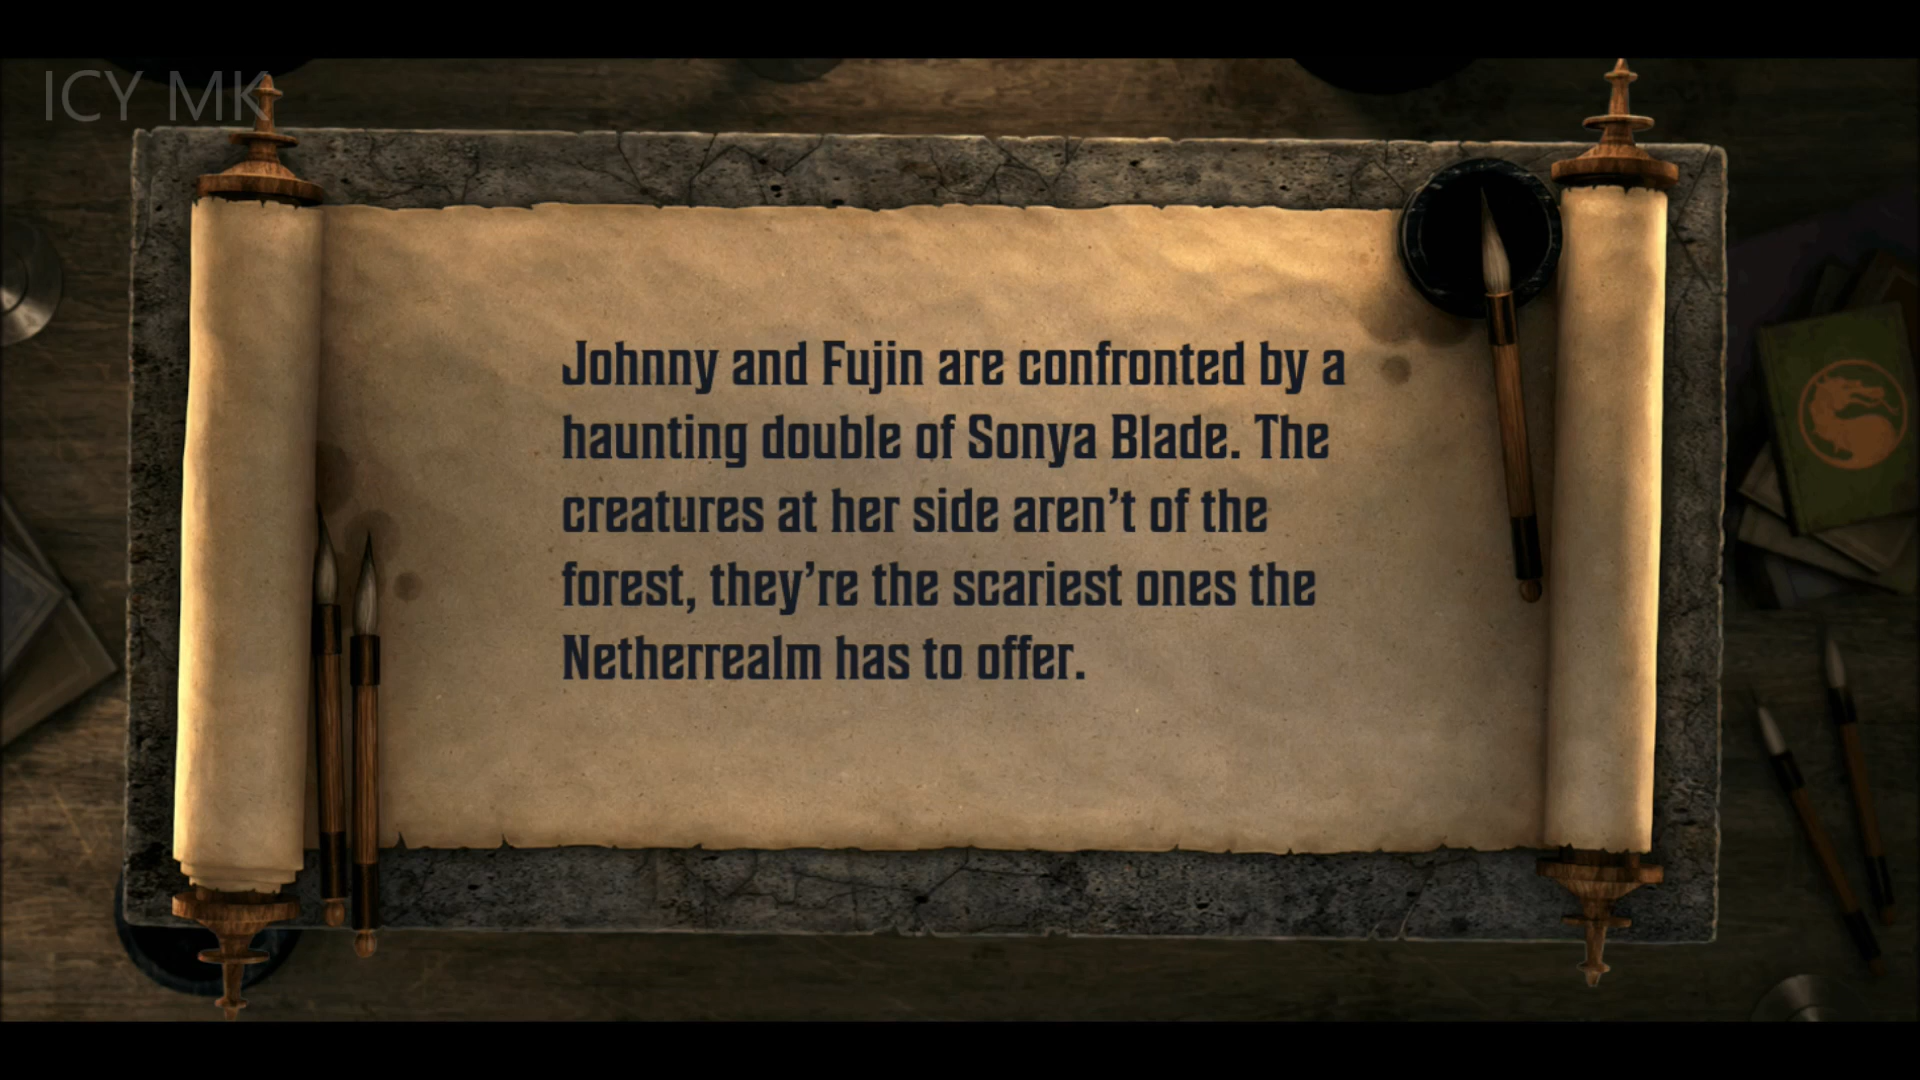 ICY MK
Johnny and Fujin are confronted by a
haunting double of Sonya Blade. The
creatures at her side aren’t of the
forest, they’re the scariest ones the
Netherrealm has to offer.